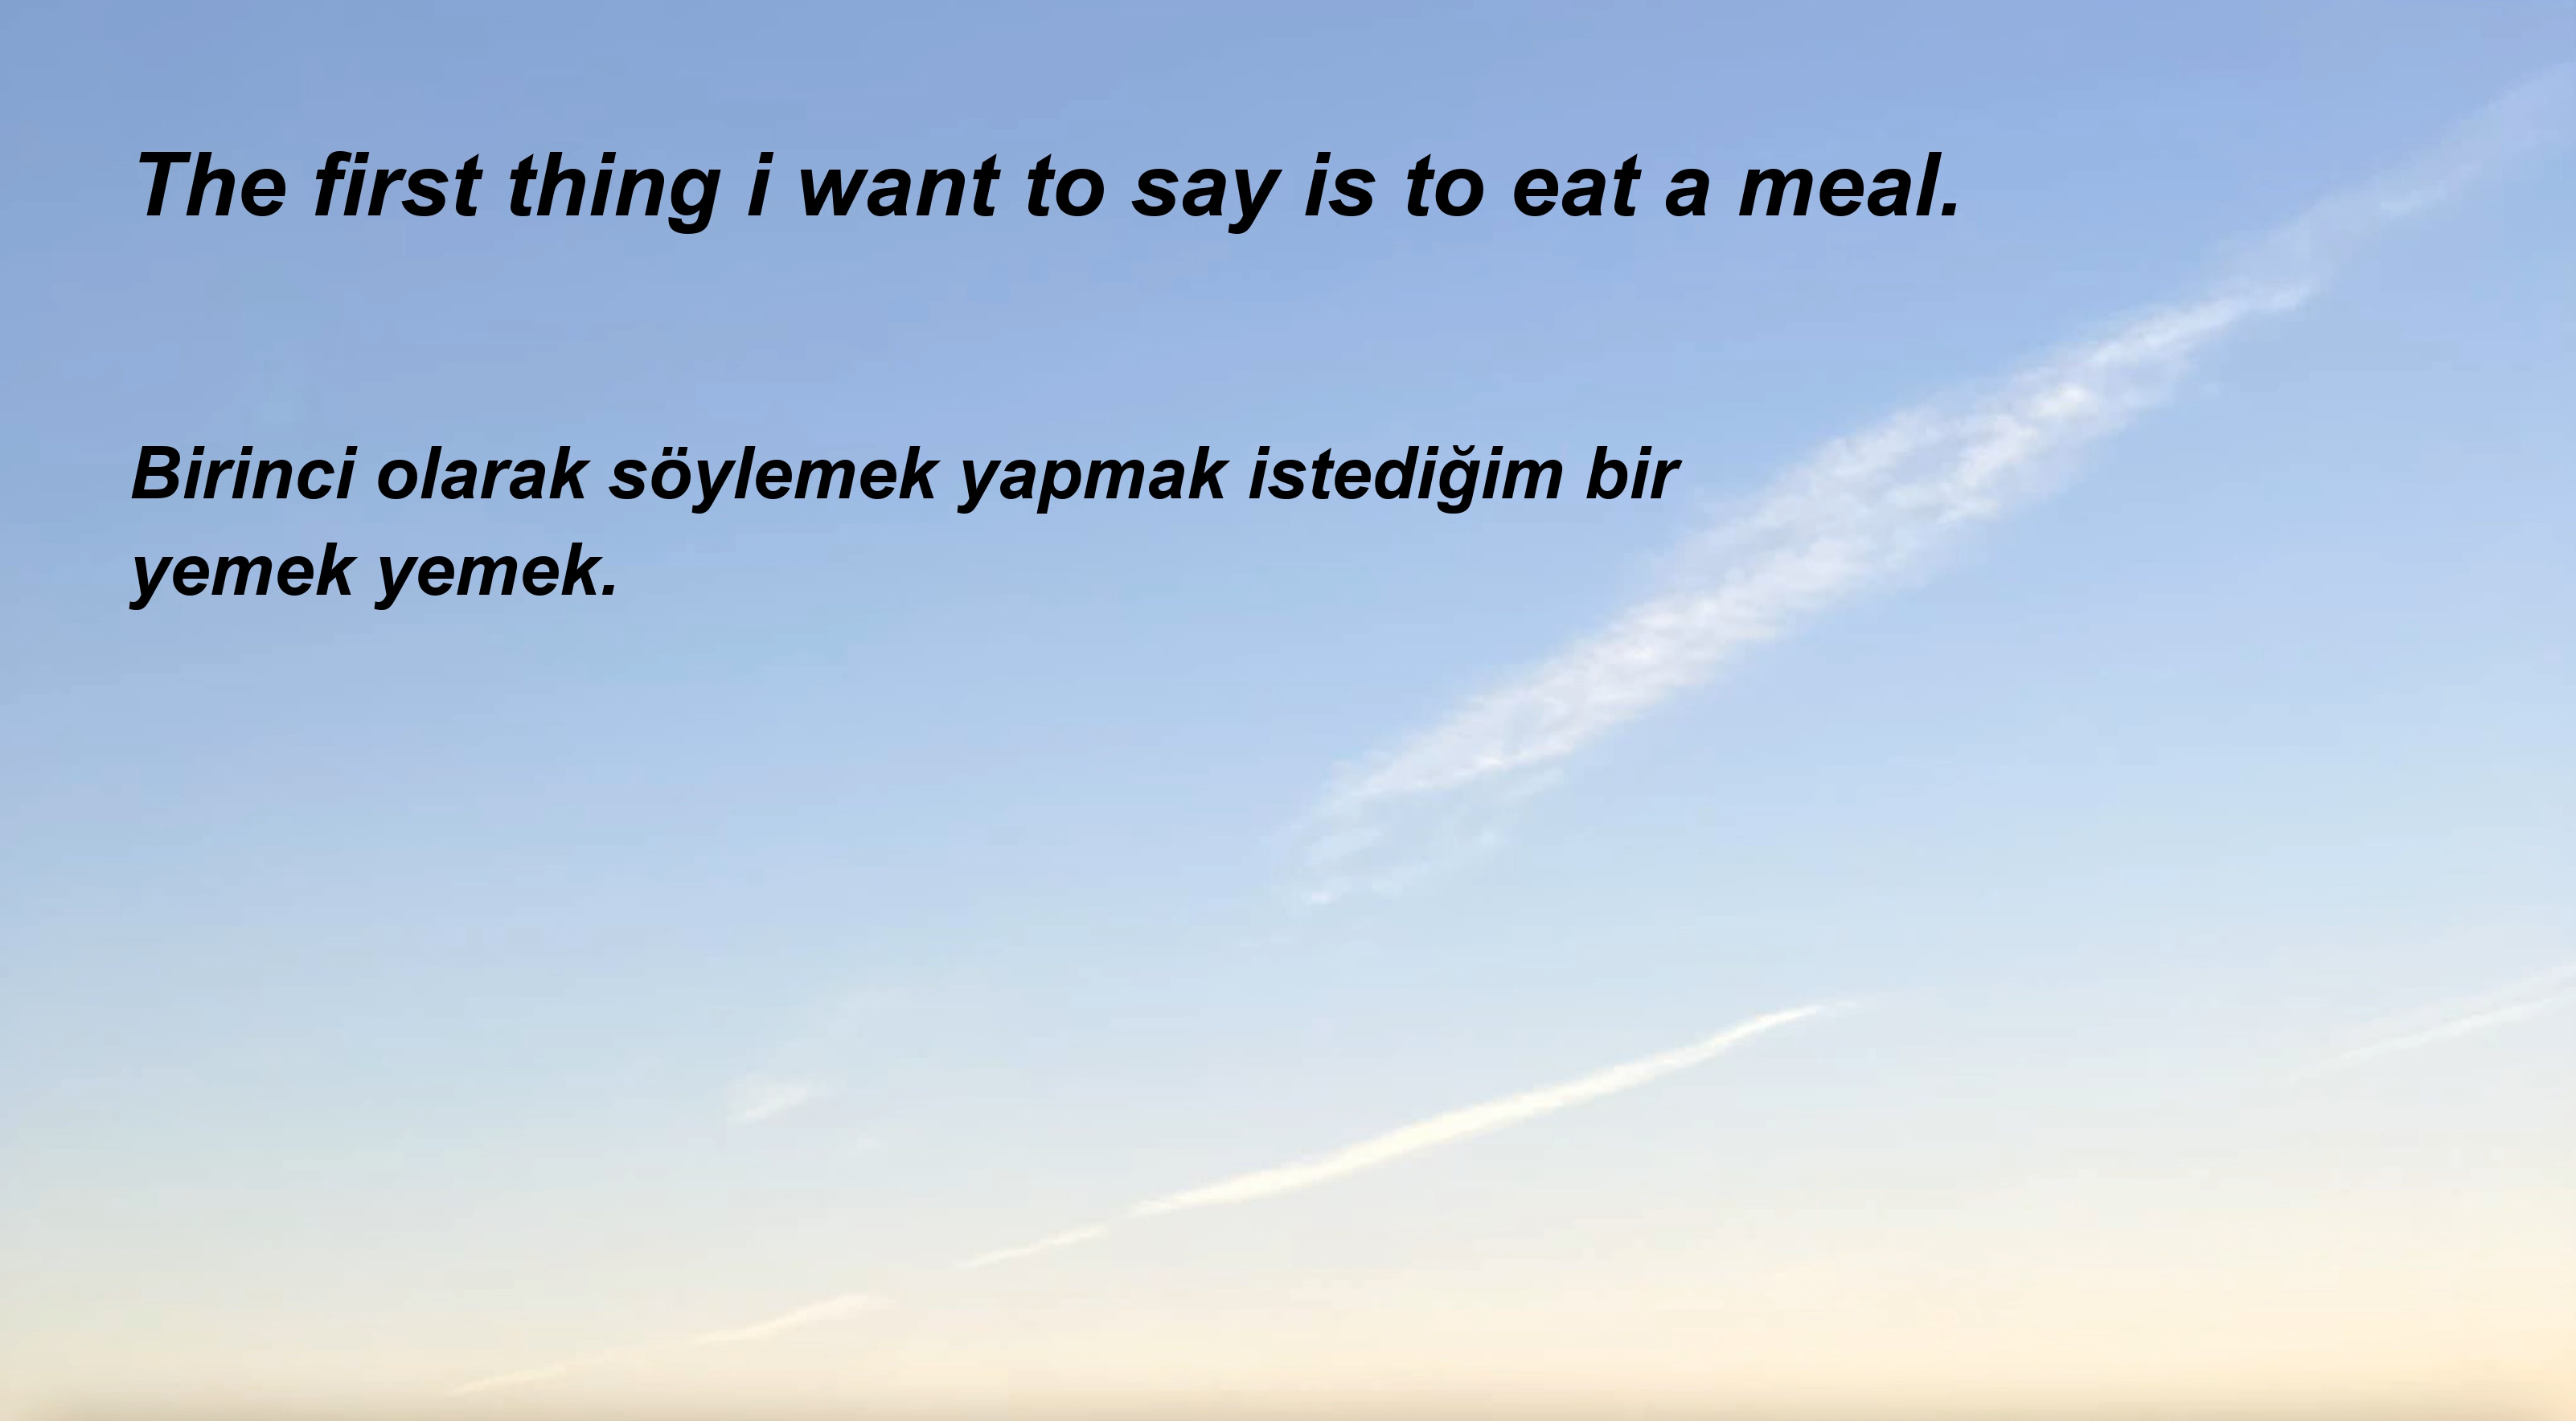 The first thing i want to say is to eat a meal.
Birinci olarak söylemek yapmak istediğim bir
yemek yemek.